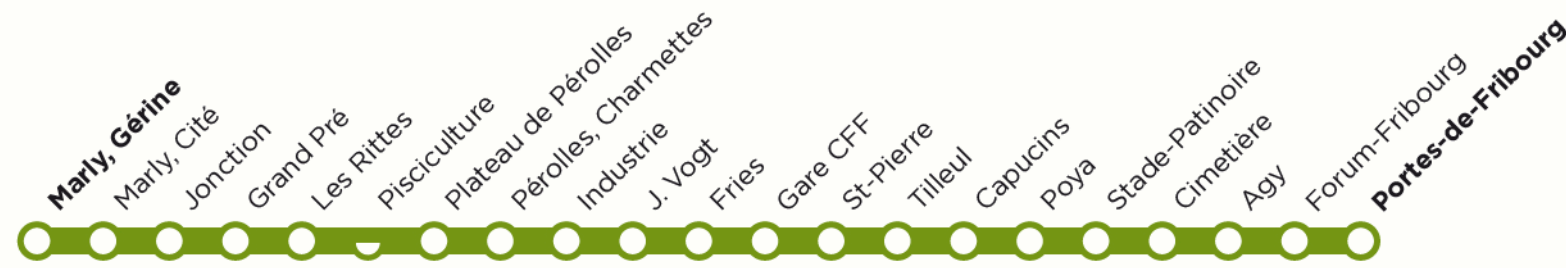 Marly, Gérine
Marly, Cité
Jonction
Grand Pré
Les Rittes
Pisciculture
Plateau de Pérolles
Pérolles, Charmettes
Industrie
J. Vogt
Fries
Gare CFF
St-Pierre
Tilleul
Capucins
Poya
Stade-Patinoire
Cimetière
Agy
Forum-Fribourg
Portes-de-Fribourg